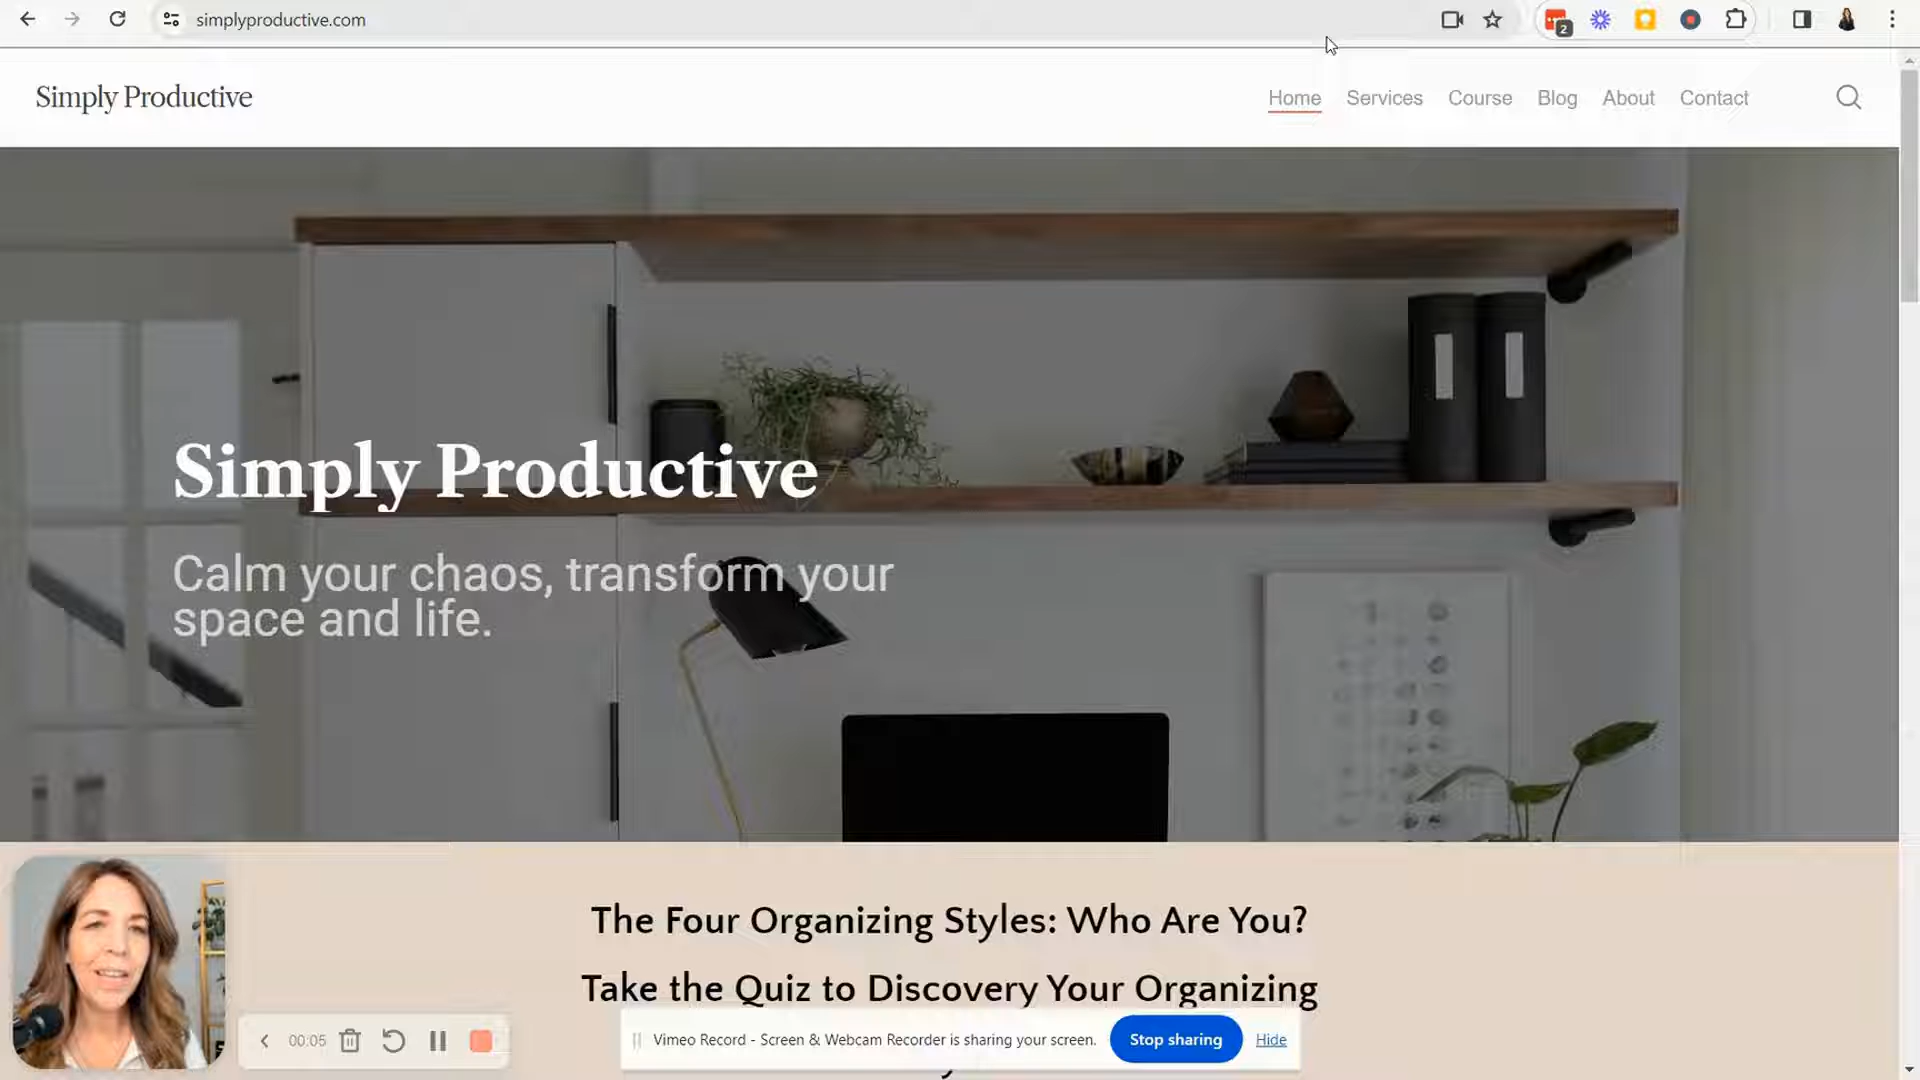 simplyproductive.com
2
Simply Productive
Home Services Course Blog About Contact
Simply Productive
Calm your chaos, transform your
space and life.
The Four Organizing Styles: Who Are You?
Take the Quiz to Discovery Your Organizing
00:05
Vimeo Record - Screen & Webcam Recorder is sharing your screen. Stop sharing Hide